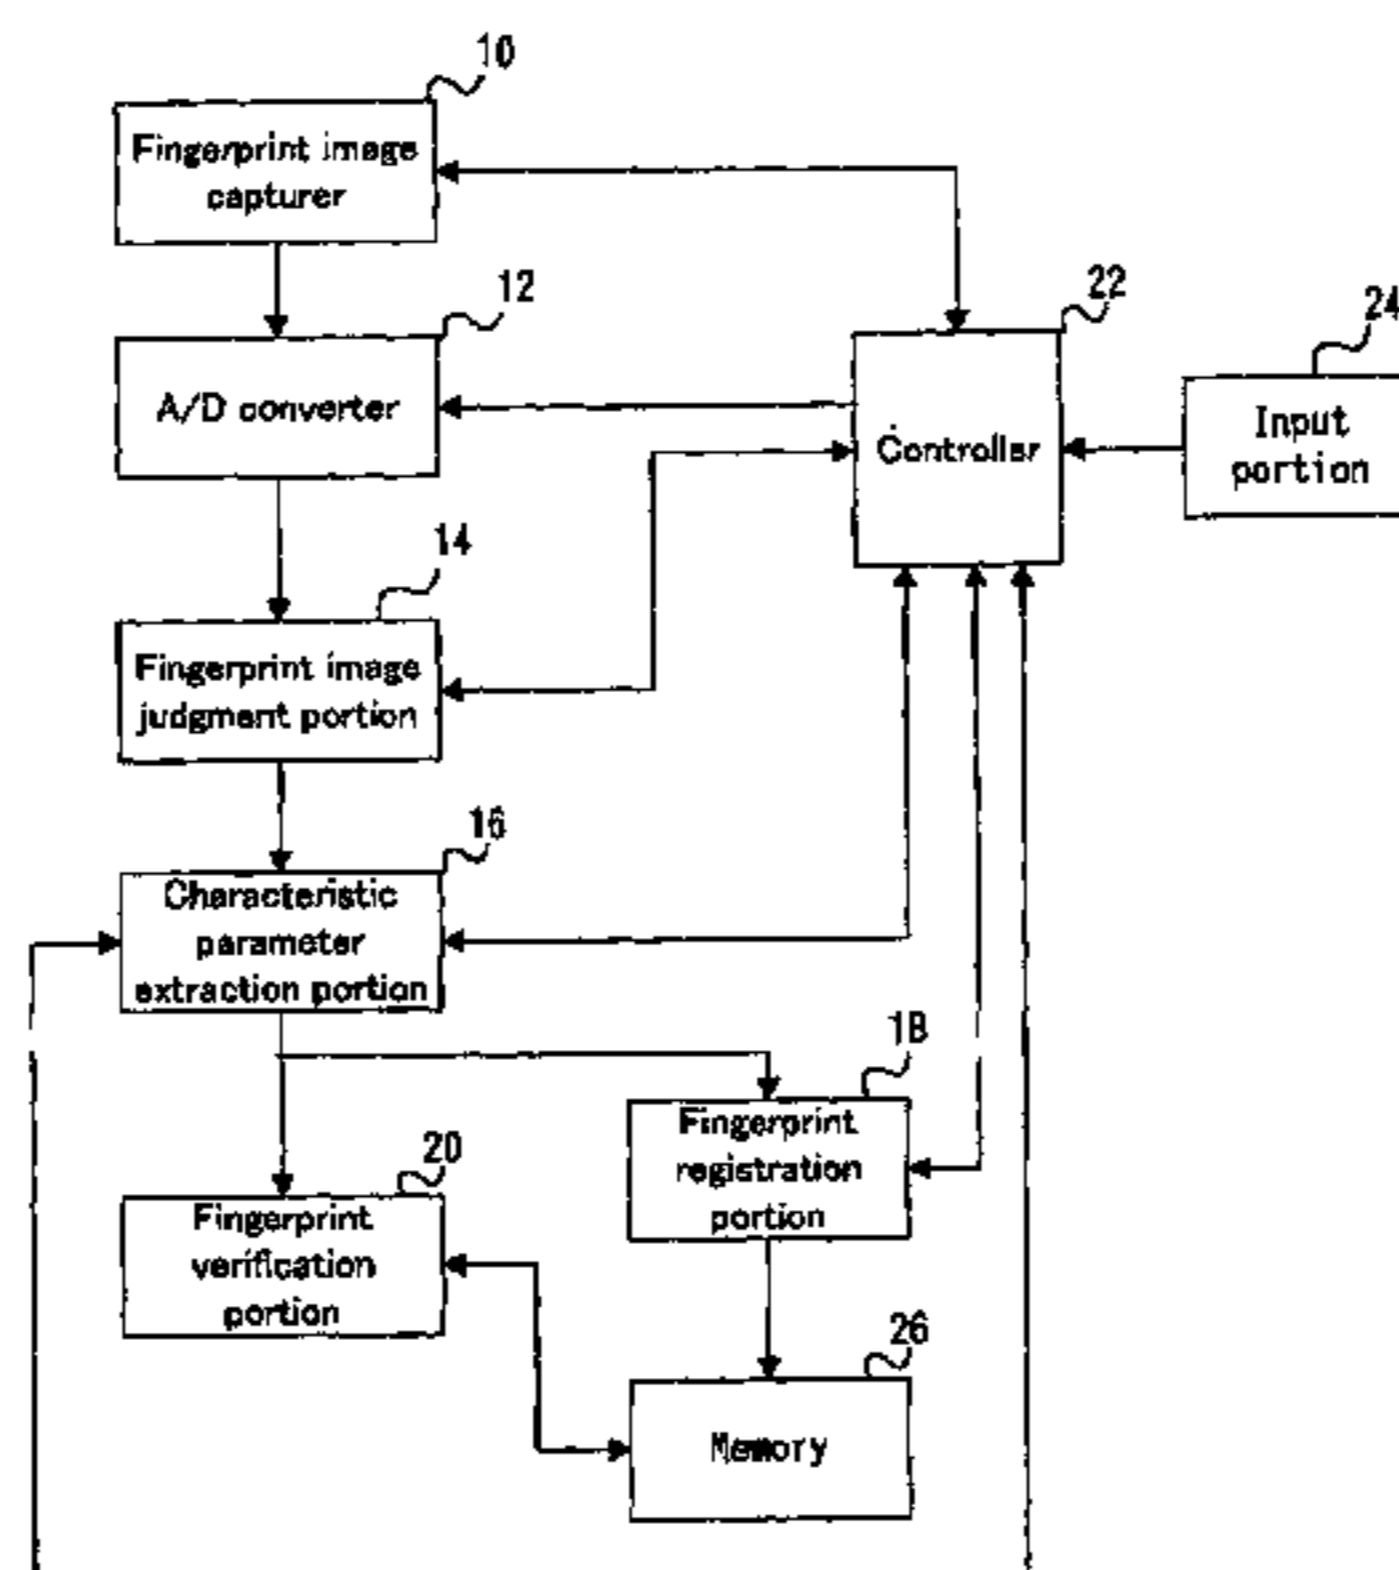 10
Fingerprint image
capturer
12
A/D converter
22
Controller
24
Input
portion
14
Fingerprint image
judgment portion
16
Characteristic
parameter
extraction portion
18
Fingerprint
registration
portion
20
Fingerprint
verification
portion
26
Memory